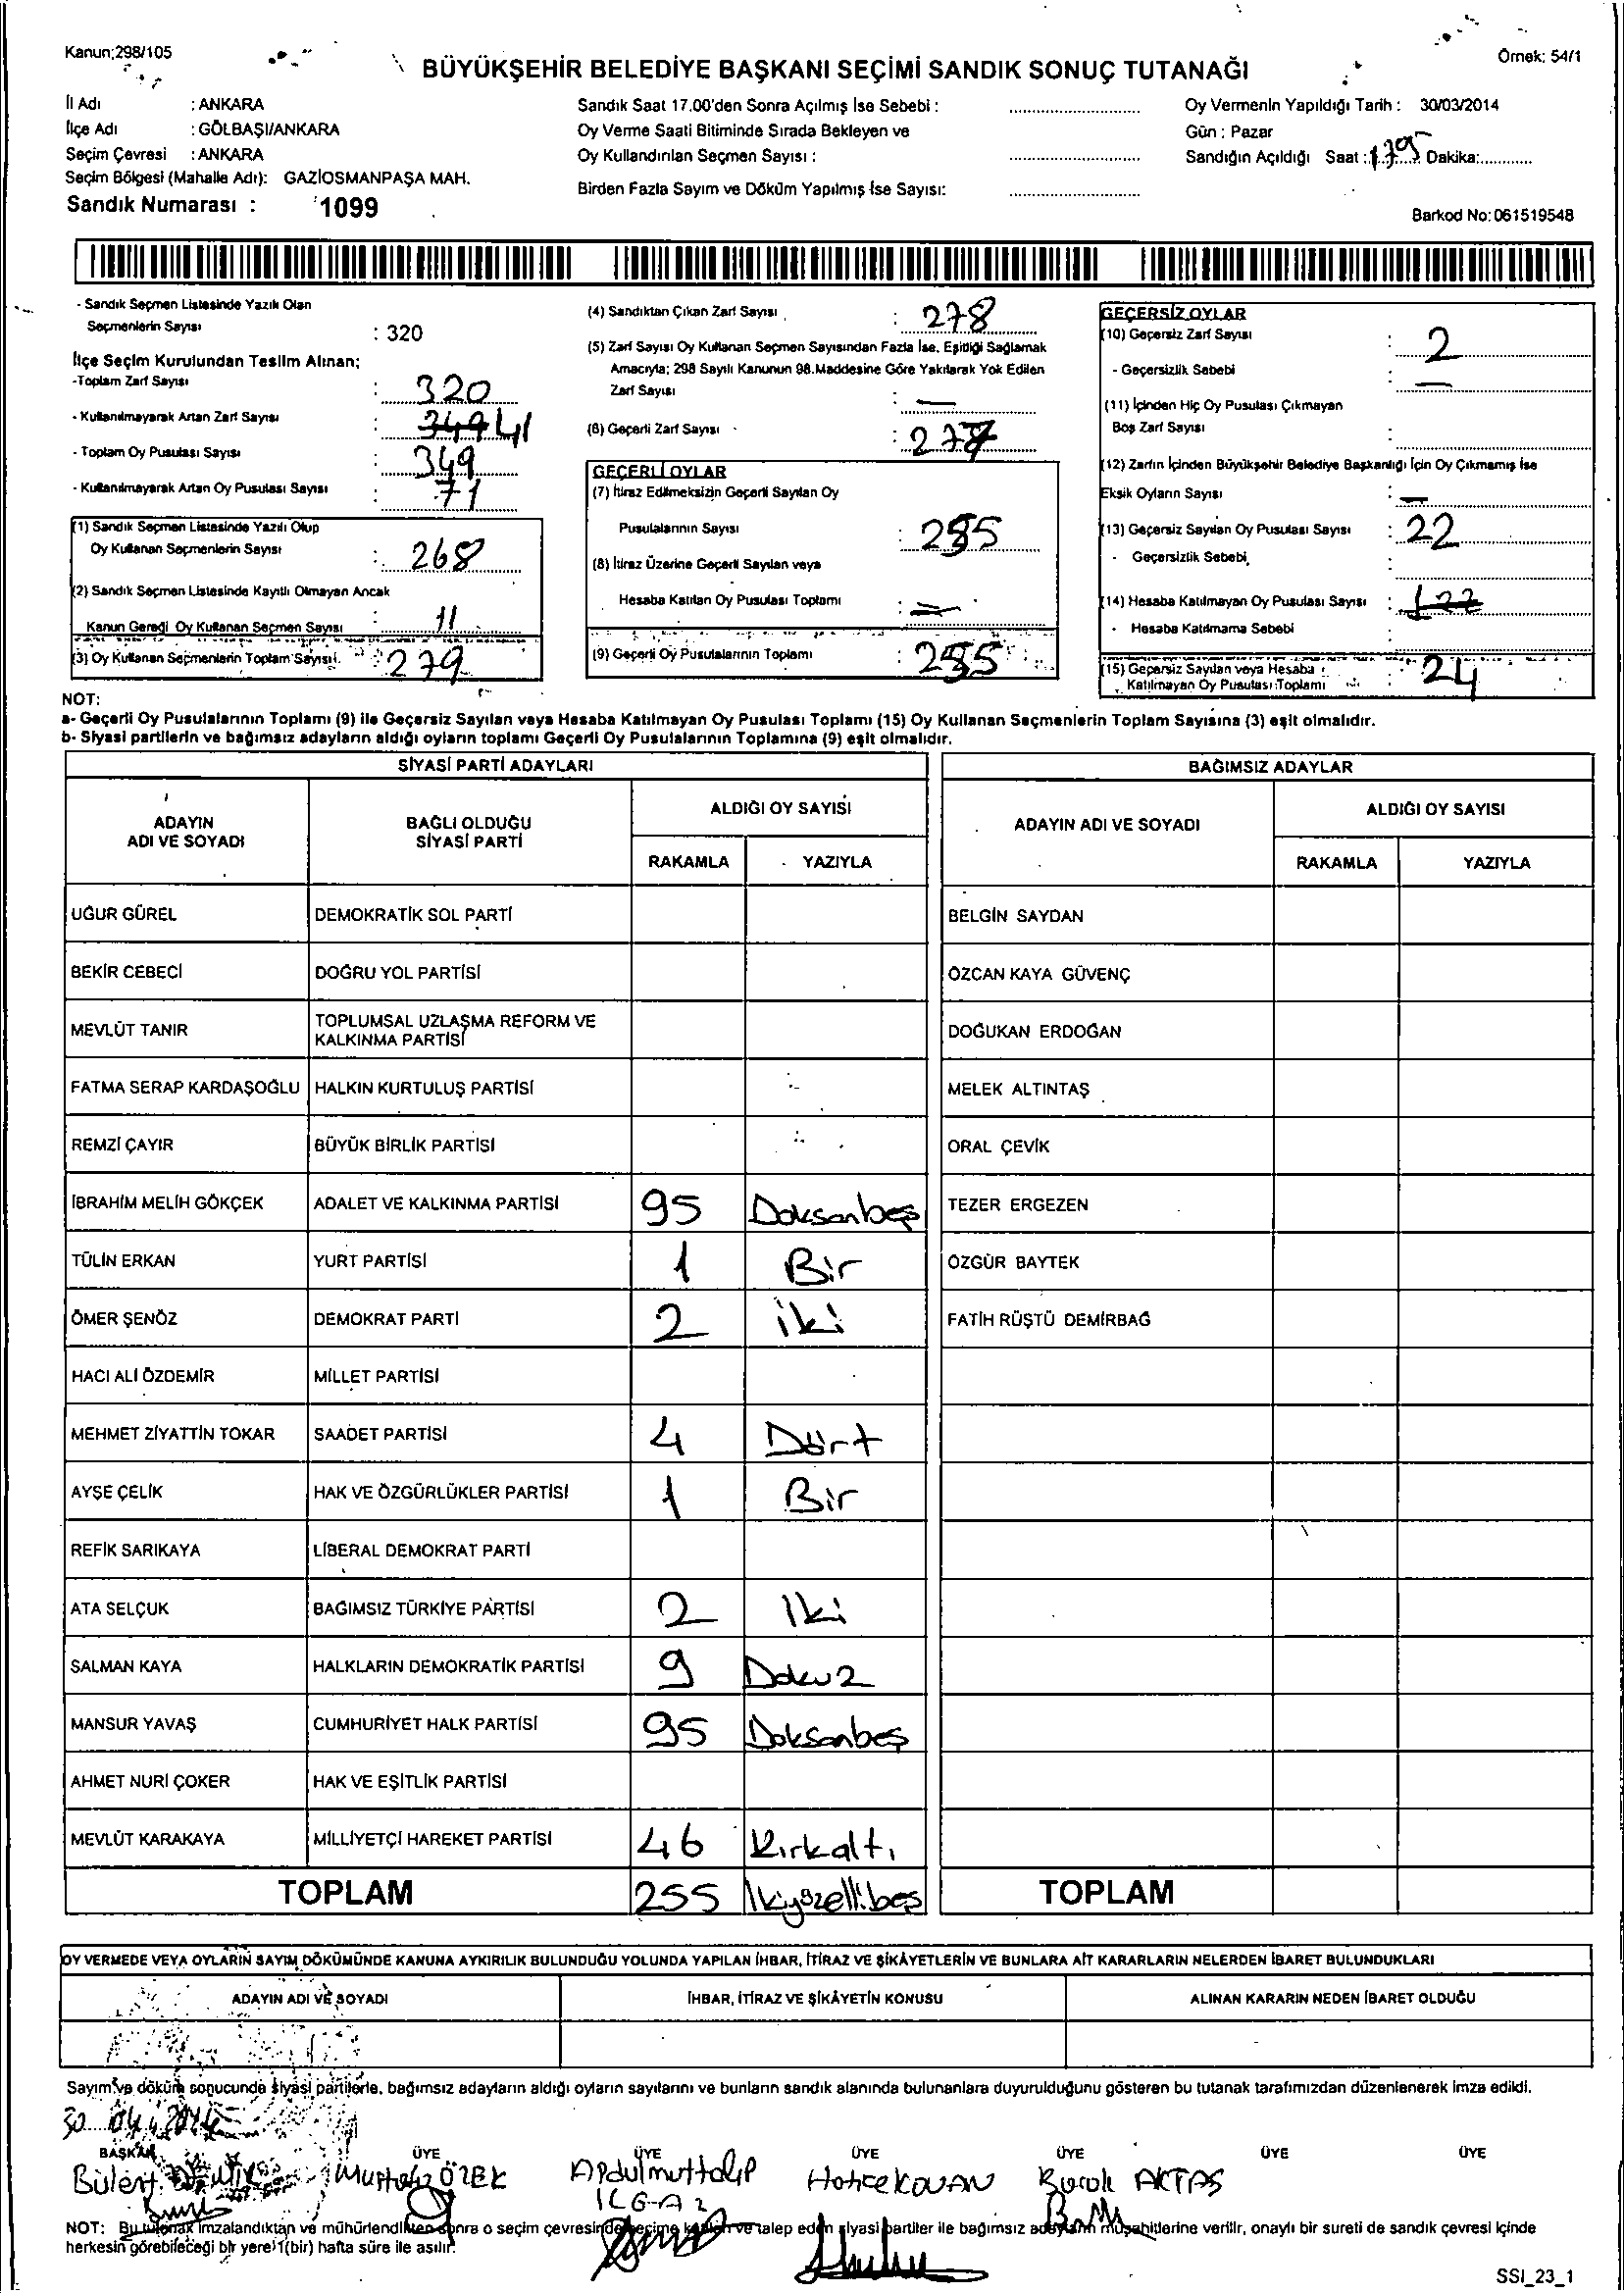 Kanun;298/105
BÜYÜKŞEHİR BELEDİYE BAŞKANI SEÇİMİ SANDIK SONUÇ TUTANAĞI
Örnek: 54/1
İl Adı : ANKARA
İlçe Adı : GÖLBAŞI/ANKARA
Seçim Çevresi : ANKARA
Seçim Bölgesi (Mahalle Adı): GAZİOSMANPAŞA MAH.
Sandık Numarası : 1099
Sandık Saat 17.00'den Sonra Açılmış İse Sebebi :
Oy Verme Saati Bitiminde Sırada Bekleyen ve
Oy Kullandırılan Seçmen Sayısı :
Birden Fazla Sayım ve Döküm Yapılmış İse Sayısı:
Oy Vermenin Yapıldığı Tarih : 30/03/2014
Gün : Pazar
Sandığın Açıldığı Saat : Dakika:
Barkod No: 061519548
- Sandık Seçmen Listesinde Yazılı Olan
Seçmenlerin Sayısı : 320
İlçe Seçim Kurulundan Teslim Alınan;
-Toplam Zarf Sayısı : 320
- Kullanılmayarak Artan Zarf Sayısı : 349 41
- Toplam Oy Pusulası Sayısı : 349
- Kullanılmayarak Artan Oy Pusulası Sayısı : 71
(1) Sandık Seçmen Listesinde Yazılı Olup
Oy Kullanan Seçmenlerin Sayısı : 268
(2) Sandık Seçmen Listesinde Kayıtlı Olmayan Ancak
Kanun Gereği Oy Kullanan Seçmen Sayısı : 11
(3) Oy Kullanan Seçmenlerin Toplam Sayısı : 279
(4) Sandıktan Çıkan Zarf Sayısı : 278
(5) Zarf Sayısı Oy Kullanan Seçmen Sayısından Fazla İse, Eşitliği Sağlamak
Amacıyla; 298 Sayılı Kanunun 98.Maddesine Göre Yakılarak Yok Edilen
Zarf Sayısı : —
(6) Geçerli Zarf Sayısı :
GEÇERLİ OYLAR
(7) İtiraz Edilmeksizin Geçerli Sayılan Oy
Pusulalarının Sayısı : 255
(8) İtiraz Üzerine Geçerli Sayılan veya
Hesaba Katılan Oy Pusulası Toplamı : —
(9) Geçerli Oy Pusulalarının Toplamı : 255
GEÇERSİZ OYLAR
(10) Geçersiz Zarf Sayısı : 2
- Geçersizlik Sebebi : —
(11) İçinden Hiç Oy Pusulası Çıkmayan
Boş Zarf Sayısı :
(12) Zarfın İçinden Büyükşehir Belediye Başkanlığı İçin Oy Çıkmamış İse
Eksik Oyların Sayısı : —
(13) Geçersiz Sayılan Oy Pusulası Sayısı : 22
- Geçersizlik Sebebi :
(14) Hesaba Katılmayan Oy Pusulası Sayısı :
- Hesaba Katılmama Sebebi :
(15) Geçersiz Sayılan veya Hesaba
Katılmayan Oy Pusulası Toplamı : 24
NOT:
a- Geçerli Oy Pusulalarının Toplamı (9) ile Geçersiz Sayılan veya Hesaba Katılmayan Oy Pusulası Toplamı (15) Oy Kullanan Seçmenlerin Toplam Sayısına (3) eşit olmalıdır.
b- Siyasi partilerin ve bağımsız adayların aldığı oyların toplamı Geçerli Oy Pusulalarının Toplamına (9) eşit olmalıdır.
SİYASİ PARTİ ADAYLARI
ADAYIN ADI VE SOYADI
BAĞLI OLDUĞU SİYASİ PARTİ
ALDIĞI OY SAYISI
RAKAMLA YAZIYLA
UĞUR GÜREL DEMOKRATİK SOL PARTİ
BEKİR CEBECİ DOĞRU YOL PARTİSİ
MEVLÜT TANIR TOPLUMSAL UZLAŞMA REFORM VE KALKINMA PARTİSİ
FATMA SERAP KARDAŞOĞLU HALKIN KURTULUŞ PARTİSİ
REMZİ ÇAYIR BÜYÜK BİRLİK PARTİSİ
İBRAHİM MELİH GÖKÇEK ADALET VE KALKINMA PARTİSİ 95 Doksanbeş
TÜLİN ERKAN YURT PARTİSİ 1 Bir
ÖMER ŞENÖZ DEMOKRAT PARTİ 2 iki
HACI ALİ ÖZDEMİR MİLLET PARTİSİ
MEHMET ZİYATTİN TOKAR SAADET PARTİSİ 4 Dört
AYŞE ÇELİK HAK VE ÖZGÜRLÜKLER PARTİSİ 1 Bir
REFİK SARIKAYA LİBERAL DEMOKRAT PARTİ
ATA SELÇUK BAĞIMSIZ TÜRKİYE PARTİSİ 2 Iki
SALMAN KAYA HALKLARIN DEMOKRATİK PARTİSİ 9 Dokuz
MANSUR YAVAŞ CUMHURİYET HALK PARTİSİ 95 Doksanbeş
AHMET NURİ ÇOKER HAK VE EŞİTLİK PARTİSİ
MEVLÜT KARAKAYA MİLLİYETÇİ HAREKET PARTİSİ 46 Kırkaltı
TOPLAM 255 Ikiyüzellibeş
BAĞIMSIZ ADAYLAR
ADAYIN ADI VE SOYADI
ALDIĞI OY SAYISI
RAKAMLA YAZIYLA
BELGİN SAYDAN
ÖZCAN KAYA GÜVENÇ
DOĞUKAN ERDOĞAN
MELEK ALTINTAŞ
ORAL ÇEVİK
TEZER ERGEZEN
ÖZGÜR BAYTEK
FATİH RÜŞTÜ DEMİRBAĞ
TOPLAM
OY VERMEDE VEYA OYLARIN SAYIM DÖKÜMÜNDE KANUNA AYKIRILIK BULUNDUĞU YOLUNDA YAPILAN İHBAR, İTİRAZ VE ŞİKÂYETLERİN VE BUNLARA AİT KARARLARIN NELERDEN İBARET BULUNDUKLARI
ADAYIN ADI VE SOYADI İHBAR, İTİRAZ VE ŞİKÂYETİN KONUSU ALINAN KARARIN NEDEN İBARET OLDUĞU
Sayım ve döküm sonucunda siyasi partilerle, bağımsız adayların aldığı oyların sayılarını ve bunların sandık alanında bulunanlara duyurulduğunu gösteren bu tutanak tarafımızdan düzenlenerek imza edildi.
30 04 2014
BAŞKAN ÜYE ÜYE ÜYE ÜYE ÜYE ÜYE
Bülent Mustafa ÖZEK Apdulmuttalip Hatice KOVAN Burak AKTAŞ
ILGAZ
NOT: Bu tutanak imzalandıktan ve mühürlendikten sonra o seçim çevresinde seçime katılan ve talep eden siyasi partiler ile bağımsız adayların müşahitlerine verilir, onaylı bir sureti de sandık çevresi içinde
herkesin görebileceği bir yere 1(bir) hafta süre ile asılır.
SSI_23_1